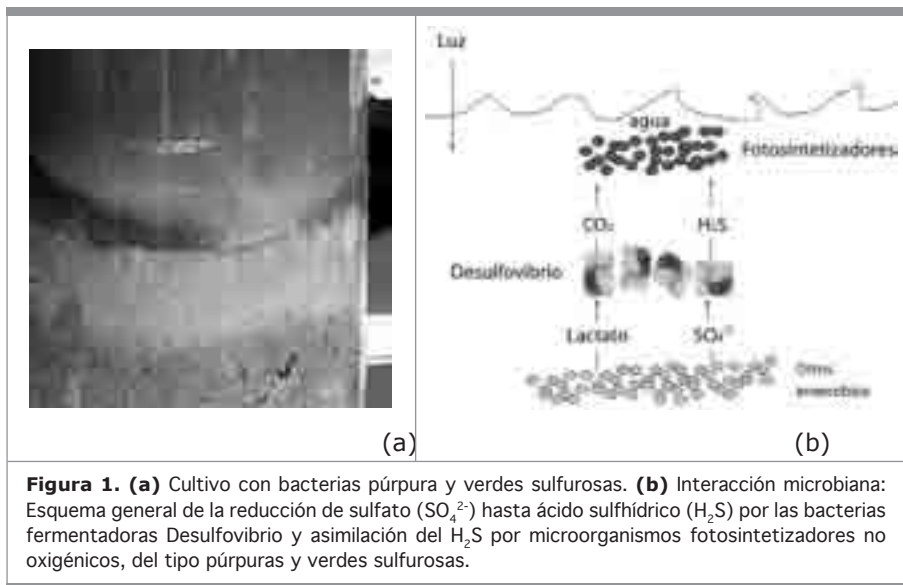 Luz
agua
Fotosintetizadores
CO₂
H₂S
Desulfovibrio
Lactato
SO₄²⁻
Otros
(a)
(b)
Figura 1. (a) Cultivo con bacterias púrpura y verdes sulfurosas. (b) Interacción microbiana:
Esquema general de la reducción de sulfato (SO₄²⁻) hasta ácido sulfhídrico (H₂S) por las bacterias
fermentadoras Desulfovibrio y asimilación del H₂S por microorganismos fotosintetizadores no
oxigénicos, del tipo púrpuras y verdes sulfurosas.